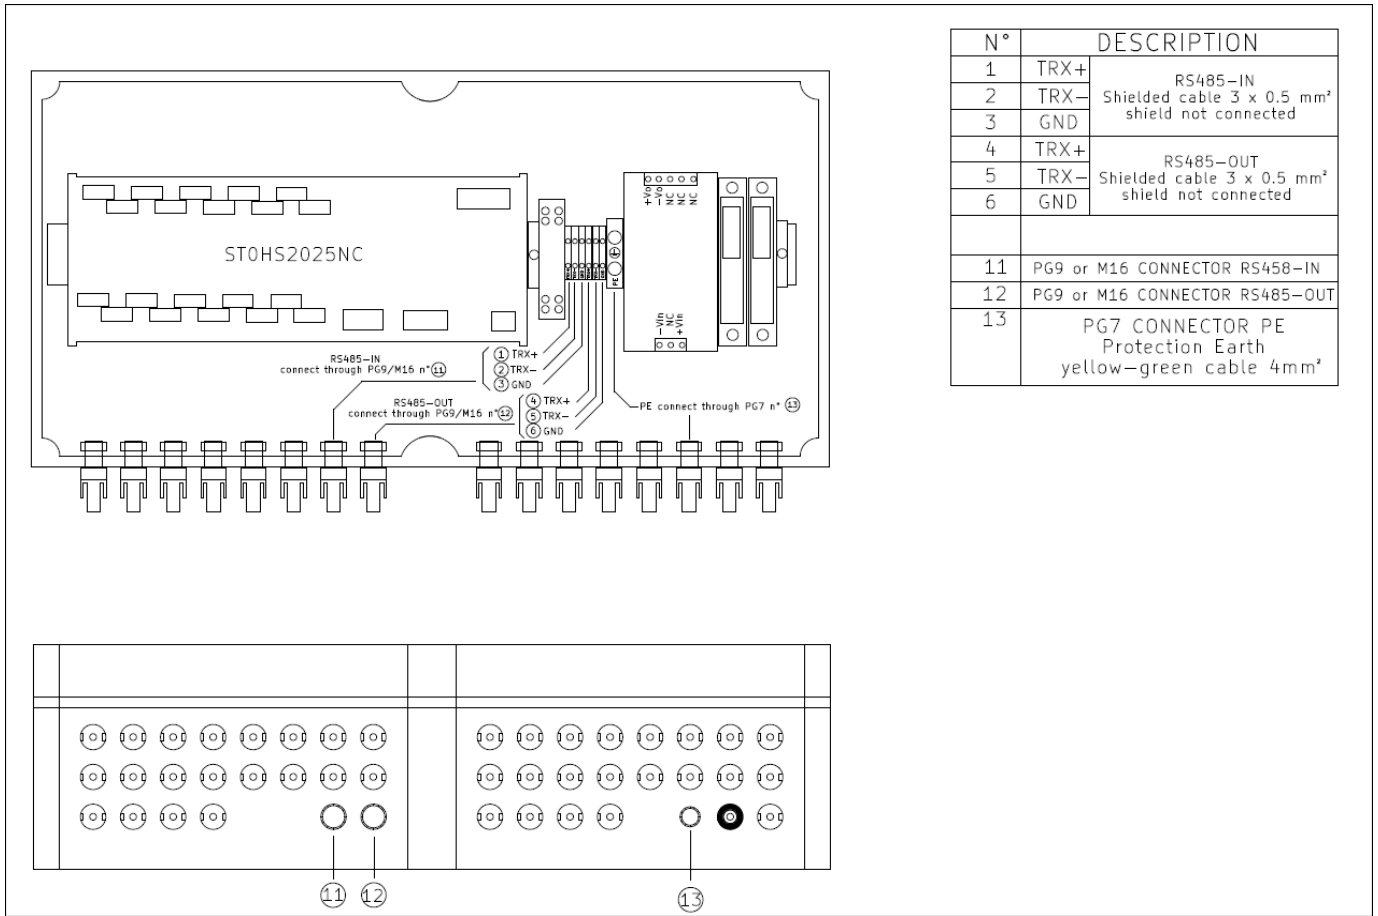 N° DESCRIPTION
1 TRX+
2 TRX-
3 GND
RS485-IN
Shielded cable 3 x 0.5 mm²
shield not connected
4 TRX+
5 TRX-
6 GND
RS485-OUT
Shielded cable 3 x 0.5 mm²
shield not connected
11 PG9 or M16 CONNECTOR RS458-IN
12 PG9 or M16 CONNECTOR RS485-OUT
13 PG7 CONNECTOR PE
Protection Earth
yellow-green cable 4mm²
ST0HS2025NC
+Vo
-Vo
NC
NC
NC
PE
-Vin
NC
+Vin
RS485-IN
connect through PG9/M16 n° 11
1 TRX+
2 TRX-
3 GND
RS485-OUT
connect through PG9/M16 n° 12
4 TRX+
5 TRX-
6 GND
PE connect through PG7 n° 13
11
12
13